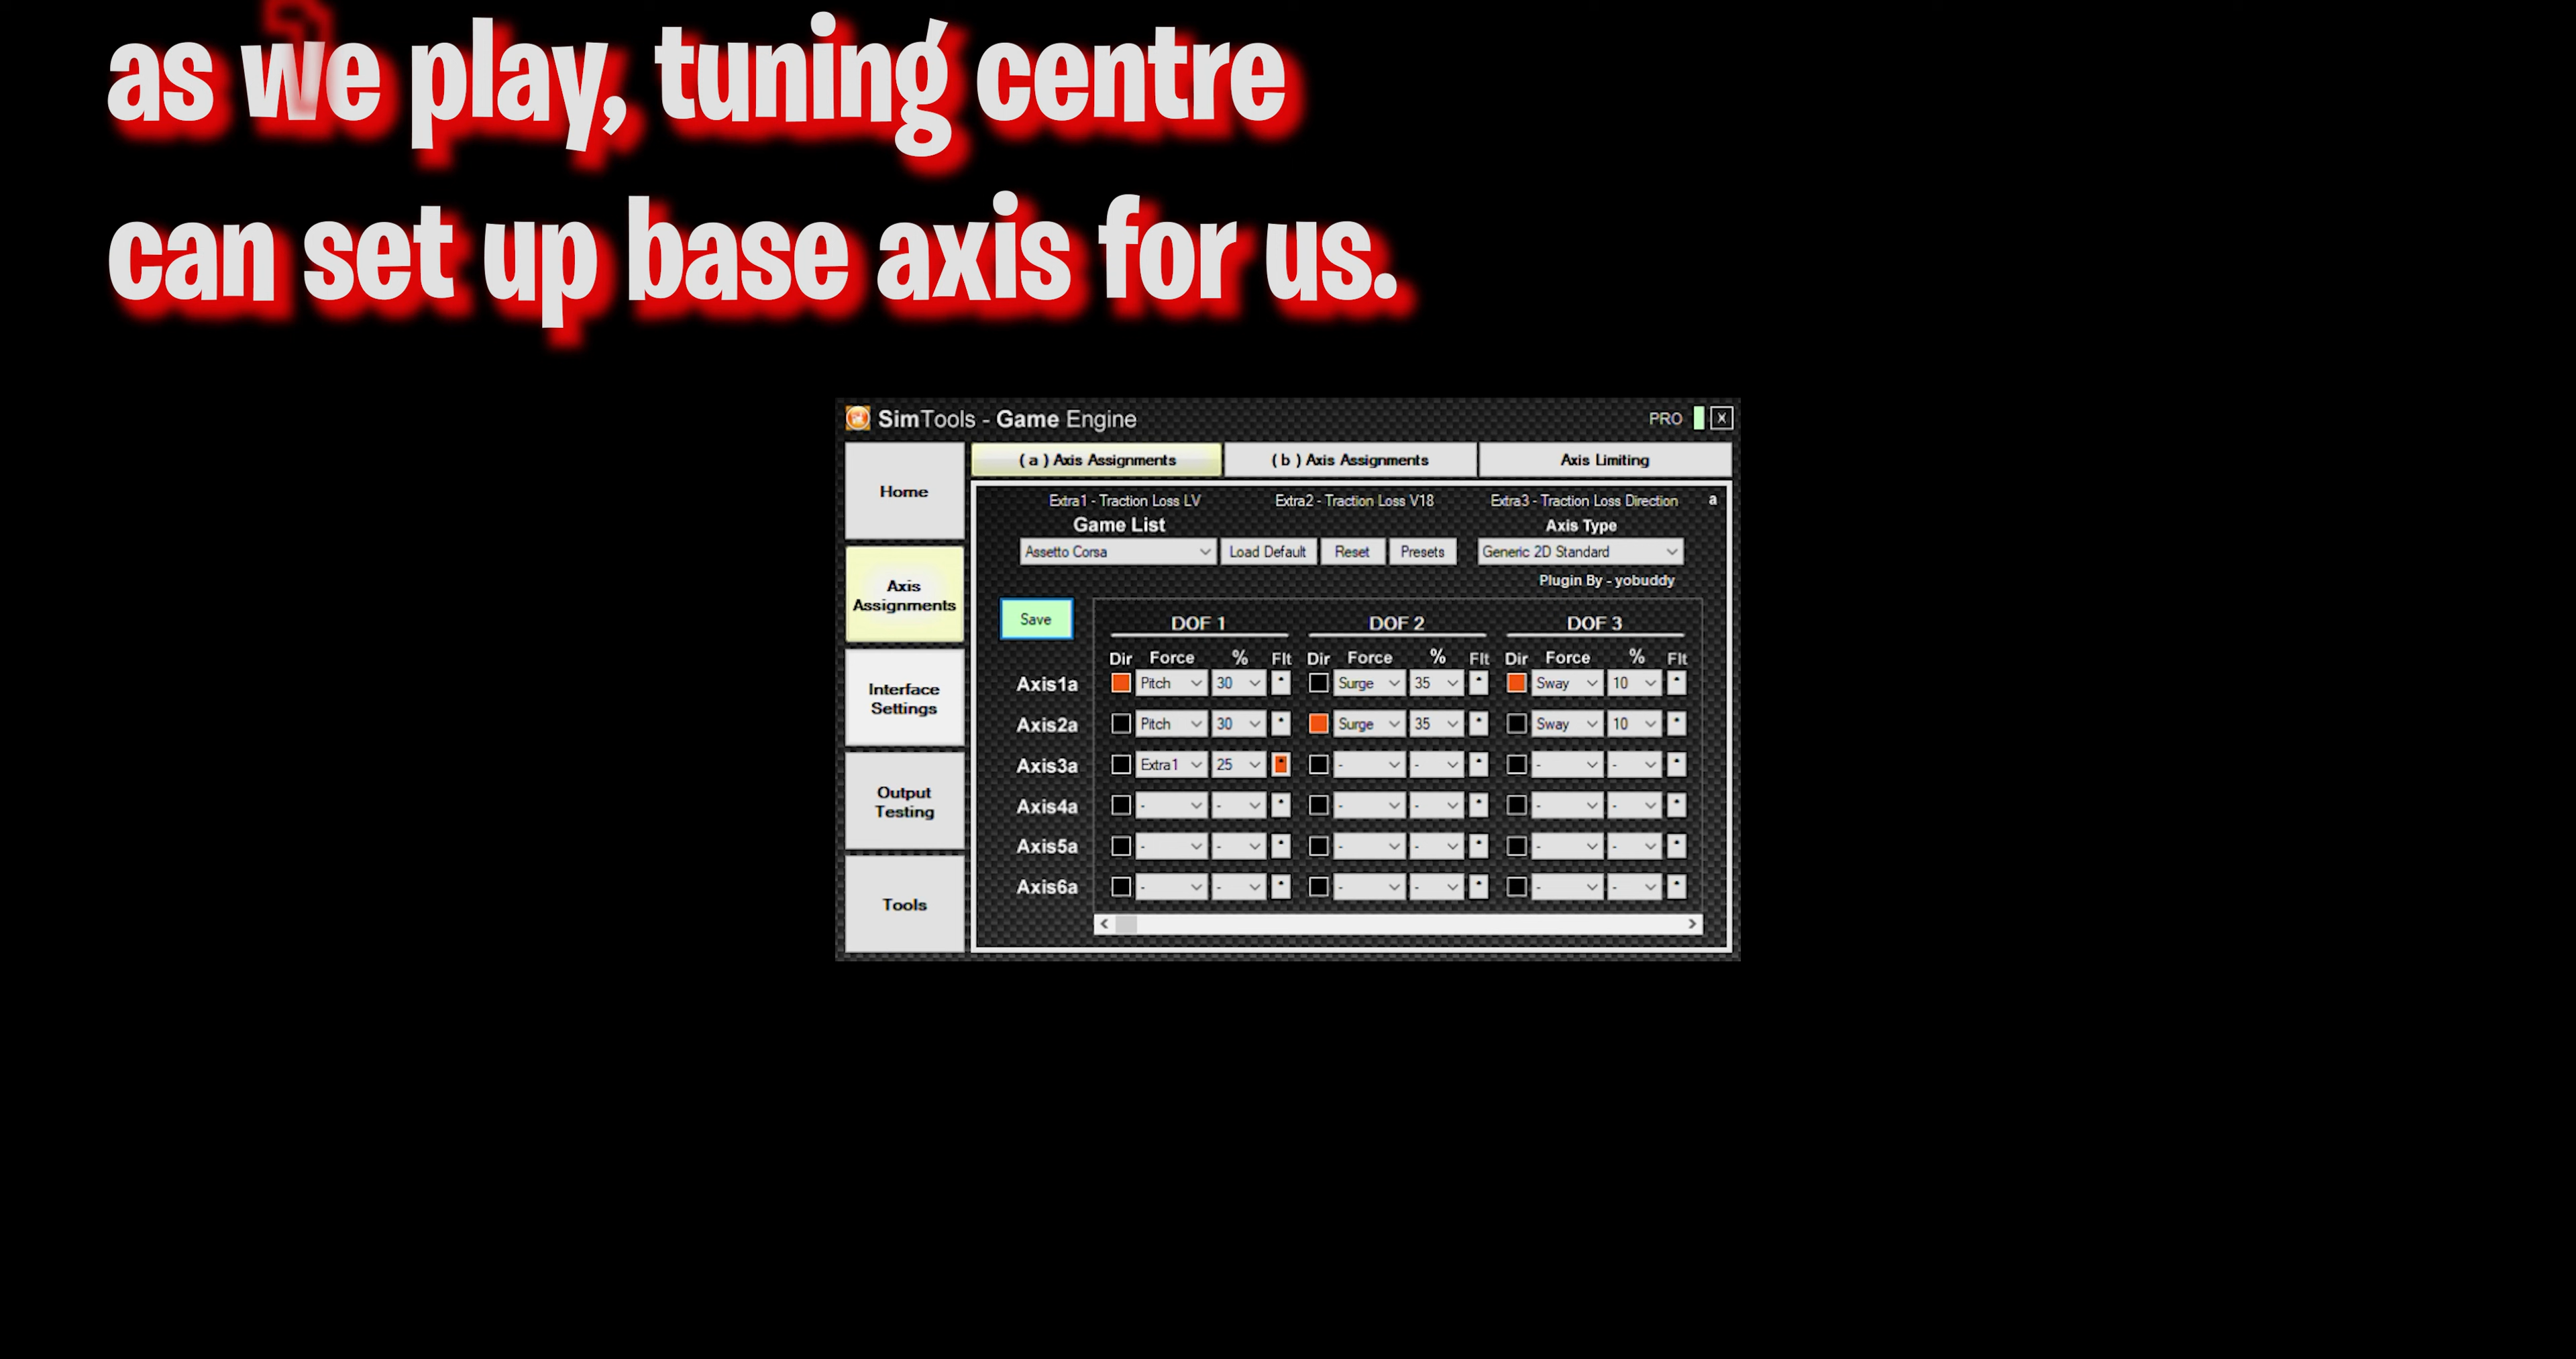 as we play, tuning centre
can set up base axis for us.
SimTools - Game Engine PRO X
Home
Axis
Assignments
Interface
Settings
Output
Testing
Tools
( a ) Axis Assignments ( b ) Axis Assignments Axis Limiting
Extra1 - Traction Loss LV Extra2 - Traction Loss V18 Extra3 - Traction Loss Direction a
Game List Axis Type
Assetto Corsa Load Default Reset Presets Generic 2D Standard
Plugin By - yobuddy
Save
DOF 1 DOF 2 DOF 3
Dir Force % Flt Dir Force % Flt Dir Force % Flt
Axis1a Pitch 30 * Surge 35 * Sway 10 *
Axis2a Pitch 30 * Surge 35 * Sway 10 *
Axis3a Extra1 25 * - - * - - *
Axis4a - - * - - * - - *
Axis5a - - * - - * - - *
Axis6a - - * - - * - - *